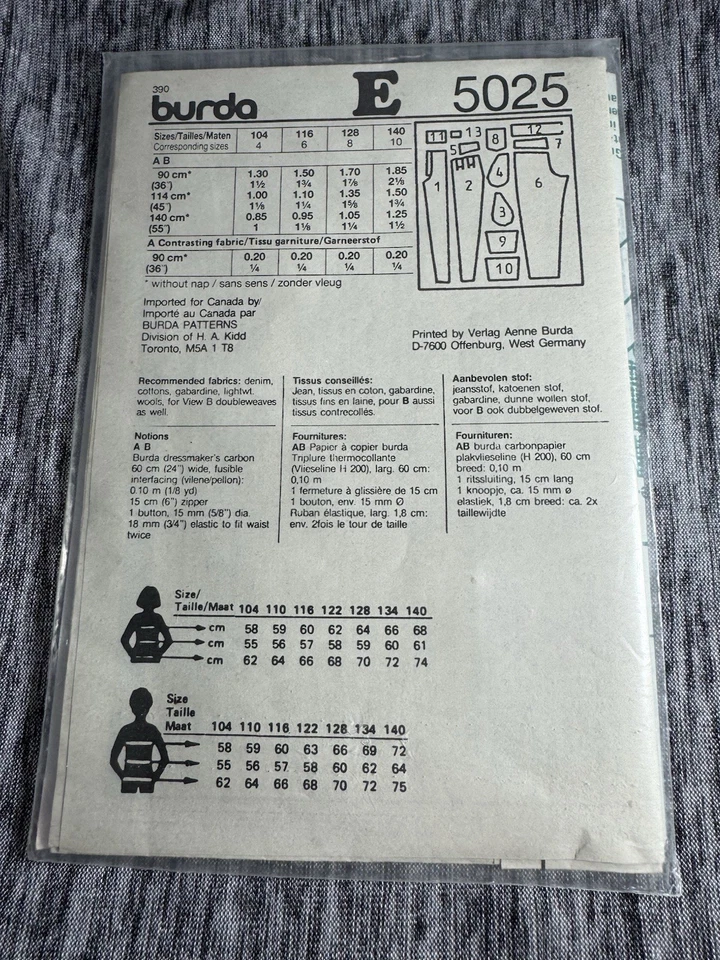 390
burda E 5025
Sizes/Tailles/Maten 104 116 128 140
Corresponding sizes 4 6 8 10
A B
90 cm* 1.30 1.50 1.70 1.85
(36") 1½ 1¾ 1⅞ 2⅛
114 cm* 1.00 1.10 1.35 1.50
(45") 1⅛ 1¼ 1⅝ 1¾
140 cm* 0.85 0.95 1.05 1.25
(55") 1 1⅛ 1¼ 1½
A Contrasting fabric/Tissu garniture/Garneerstof
90 cm* 0.20 0.20 0.20 0.20
(36") ¼ ¼ ¼ ¼
* without nap / sans sens / zonder vleug
11 13 8 12
5 7
1 2 4 6
3
9
10
Imported for Canada by/
Importé au Canada par
BURDA PATTERNS
Division of H. A. Kidd
Toronto, M5A 1 T8
Printed by Verlag Aenne Burda
D-7600 Offenburg, West Germany
Recommended fabrics: denim,
cottons, gabardine, lightwt.
wools, for View B doubleweaves
as well.
Notions
A B
Burda dressmaker's carbon
60 cm (24") wide, fusible
interfacing (vilene/pellon):
0.10 m (1/8 yd)
15 cm (6") zipper
1 button, 15 mm (5/8") dia.
18 mm (3/4") elastic to fit waist
twice
Tissus conseillés:
Jean, tissus en coton, gabardine,
tissus fins en laine, pour B aussi
tissus contrecollés.
Fournitures:
AB Papier à copier burda
Triplure thermocollante
(Vlieseline H 200), larg. 60 cm:
0,10 m
1 fermeture à glissière de 15 cm
1 bouton, env. 15 mm Ø
Ruban élastique, larg. 1,8 cm:
env. 2fois le tour de taille
Aanbevolen stof:
jeansstof, katoenen stof,
gabardine, dunne wollen stof,
voor B ook dubbelgeweven stof.
Fournituren:
AB burda carbonpapier
plakvlieseline (H 200), 60 cm
breed: 0,10 m
1 ritssluiting, 15 cm lang
1 knoopje, ca. 15 mm ø
elastiek, 1,8 cm breed: ca. 2x
taillewijdte
Size/
Taille/Maat 104 110 116 122 128 134 140
cm 58 59 60 62 64 66 68
cm 55 56 57 58 59 60 61
cm 62 64 66 68 70 72 74
Size
Taille
Maat 104 110 116 122 128 134 140
58 59 60 63 66 69 72
55 56 57 58 60 62 64
62 64 66 68 70 72 75